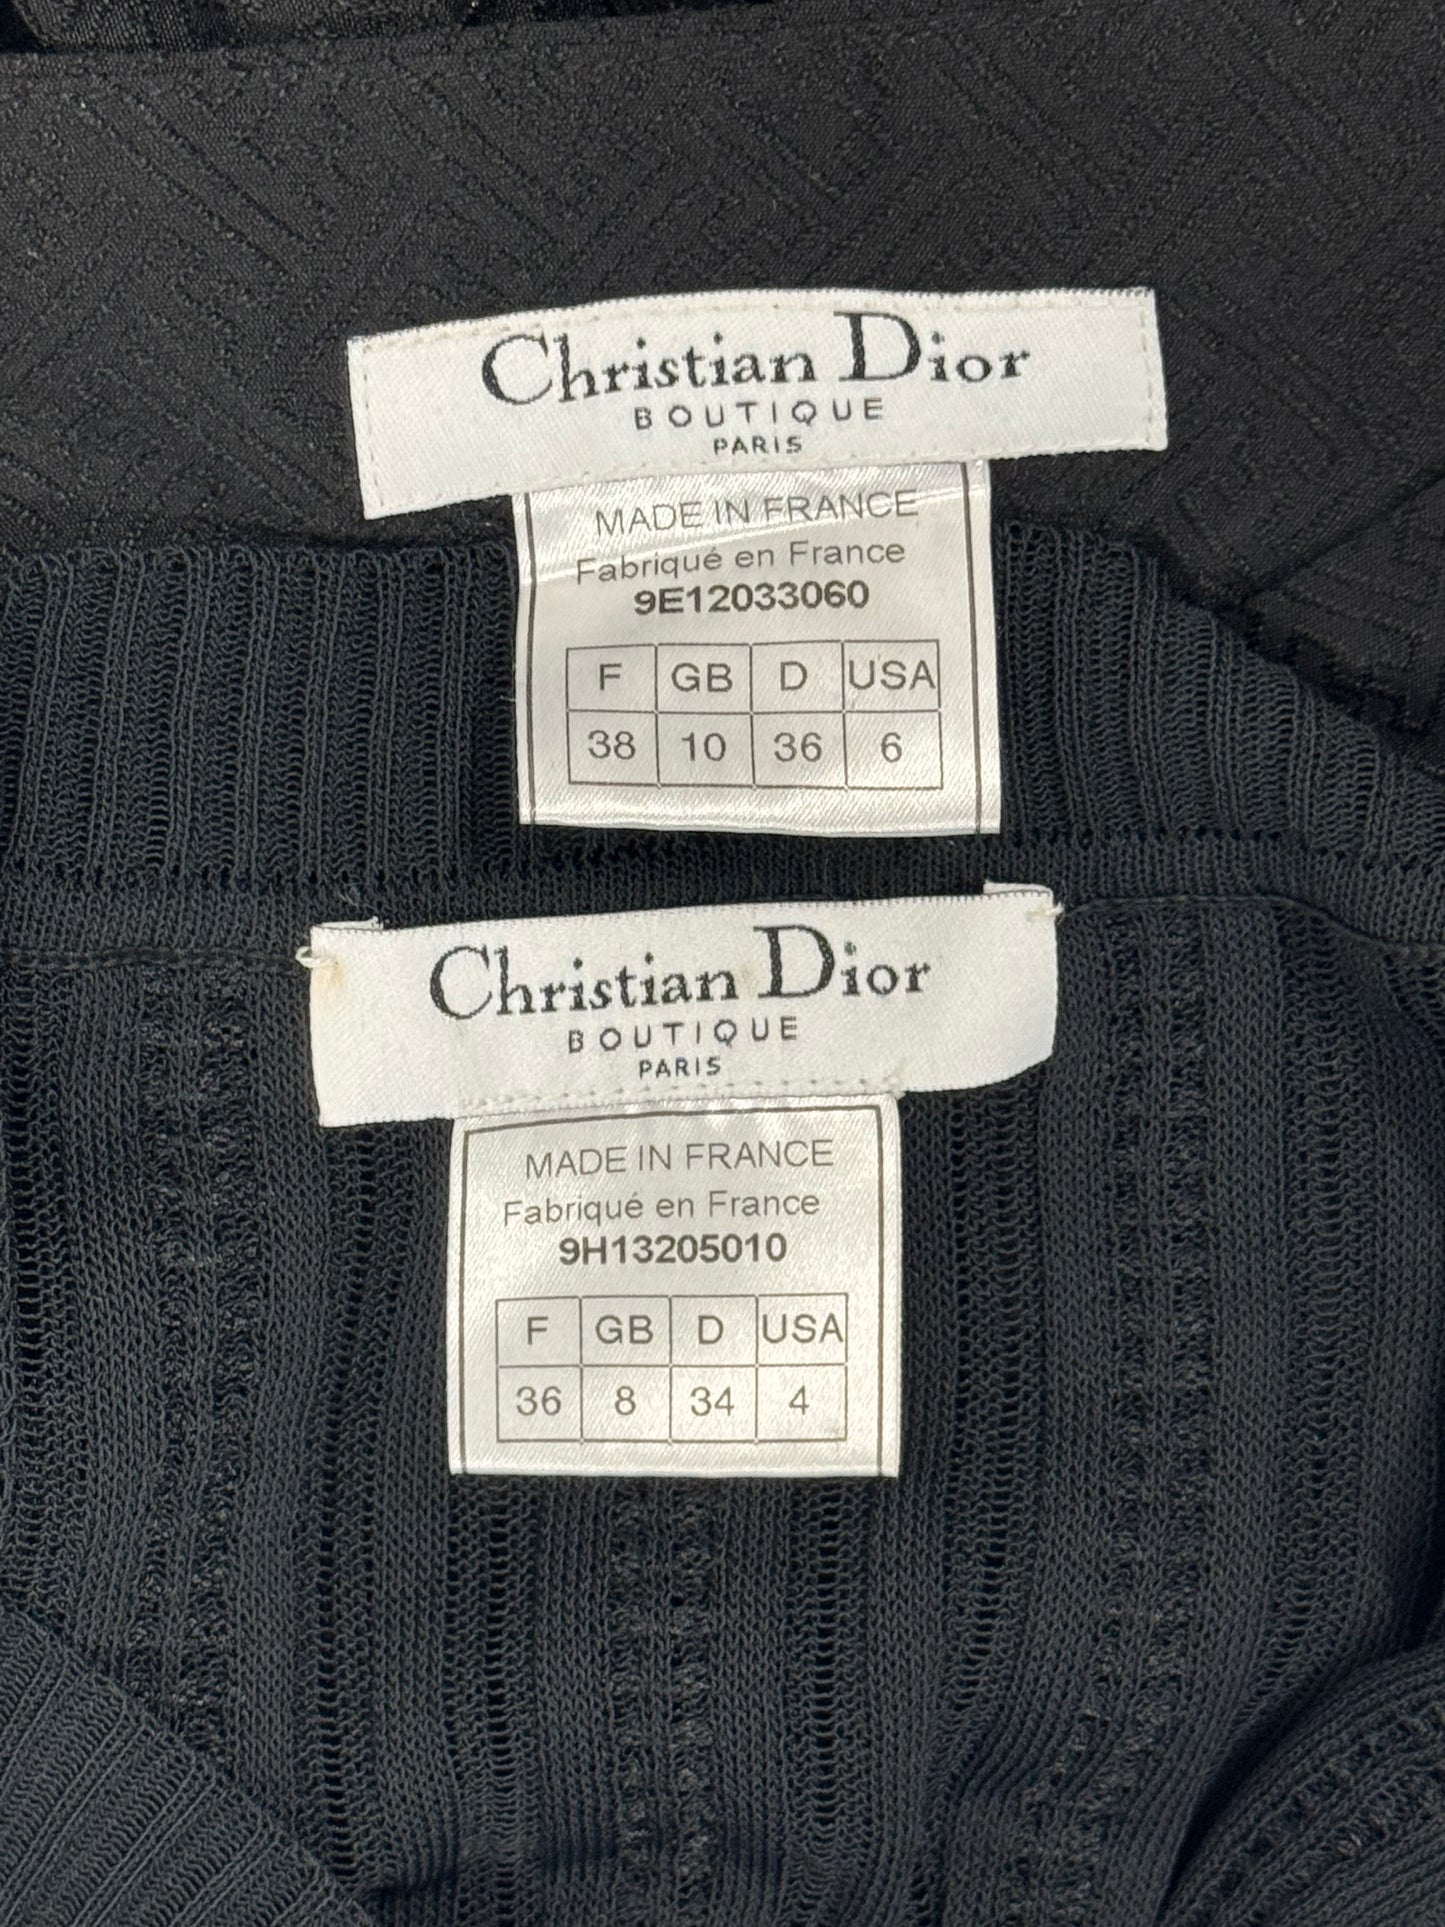 Christian Dior
BOUTIQUE
PARIS
MADE IN FRANCE
Fabriqué en France
9E12033060
F GB D USA
38 10 36 6
Christian Dior
BOUTIQUE
PARIS
MADE IN FRANCE
Fabriqué en France
9H13205010
F GB D USA
36 8 34 4